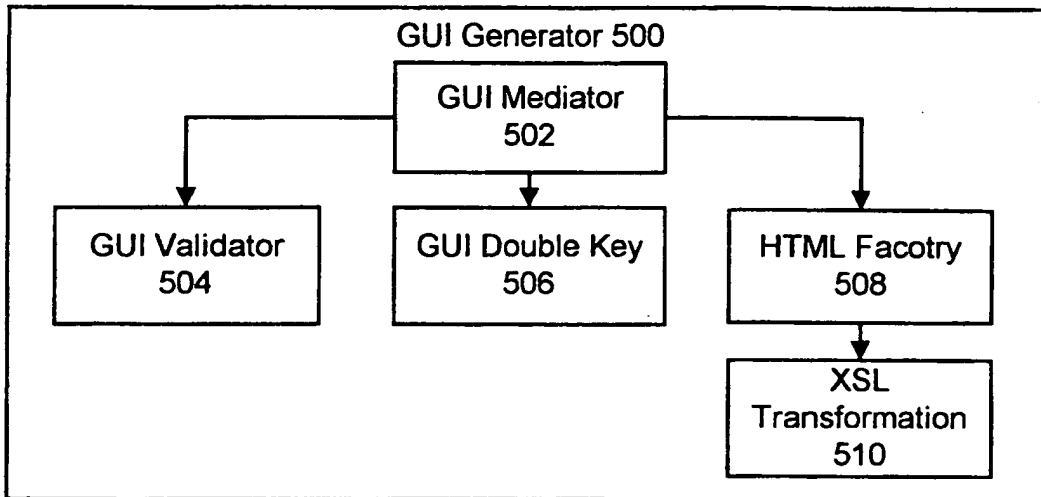 GUI Generator 500
GUI Mediator
502
GUI Validator
504
GUI Double Key
506
HTML Facotry
508
XSL
Transformation
510